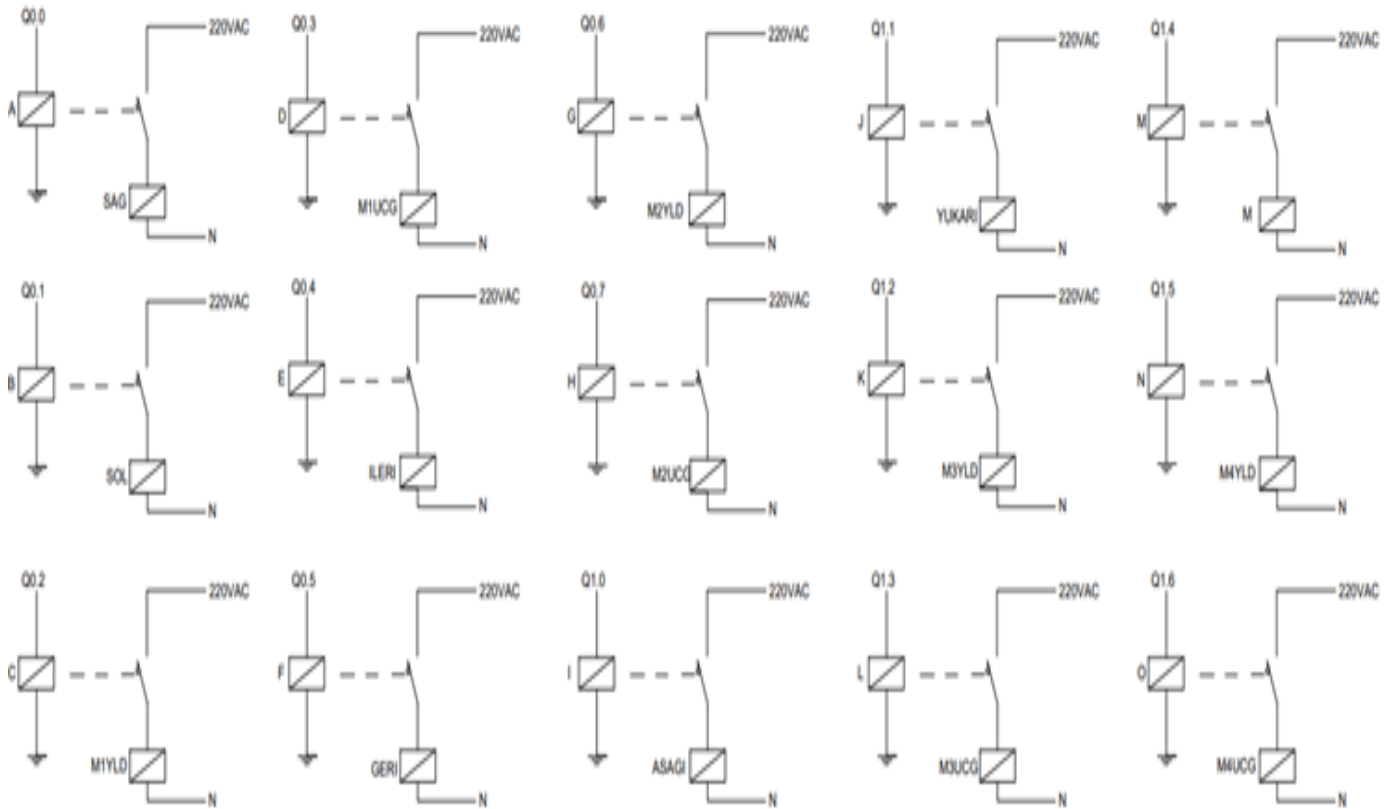 Q0.0
220VAC
A
SAG
N
Q0.3
220VAC
D
M1UCG
N
Q0.6
220VAC
G
M2YLD
N
Q1.1
220VAC
J
YUKARI
N
Q1.4
220VAC
M
M
N
Q0.1
220VAC
B
SOL
N
Q0.4
220VAC
E
ILERI
N
Q0.7
220VAC
H
M2UCG
N
Q1.2
220VAC
K
M3YLD
N
Q1.5
220VAC
N
M4YLD
N
Q0.2
220VAC
C
M1YLD
N
Q0.5
220VAC
F
GERI
N
Q1.0
220VAC
I
ASAGI
N
Q1.3
220VAC
L
M3UCG
N
Q1.6
220VAC
O
M4UCG
N